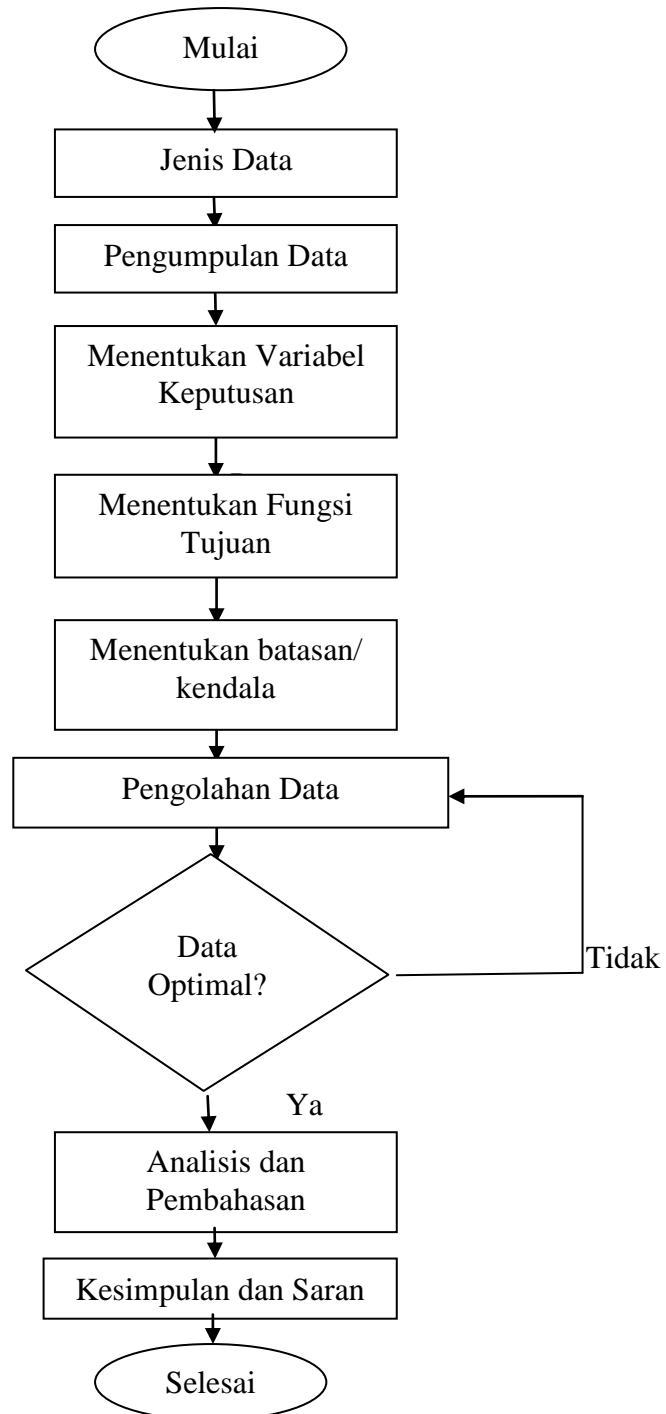 Mulai
Jenis Data
Pengumpulan Data
Menentukan Variabel
Keputusan
Menentukan Fungsi
Tujuan
Menentukan batasan/
kendala
Pengolahan Data
Data
Optimal?
Tidak
Ya
Analisis dan
Pembahasan
Kesimpulan dan Saran
Selesai